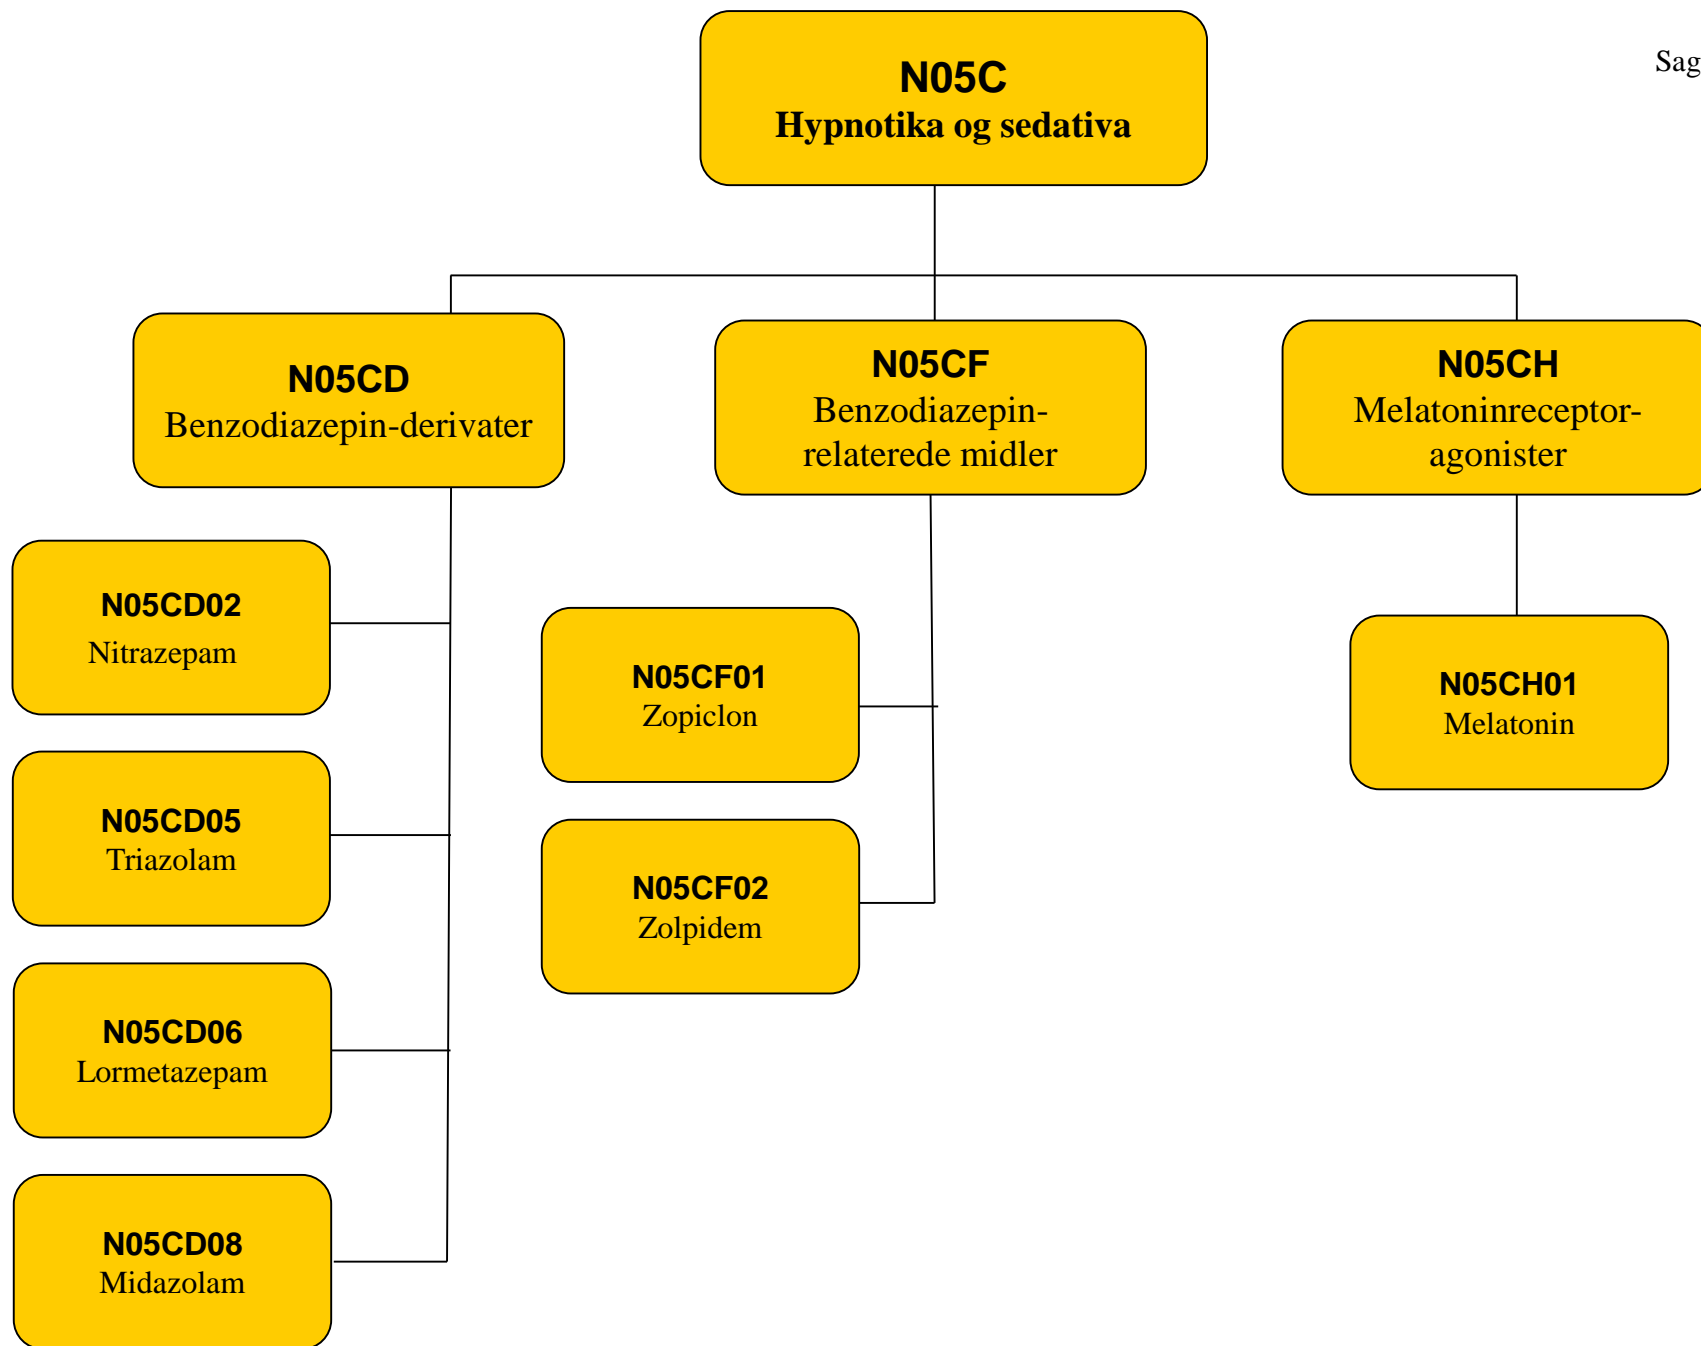 Sag
N05C
Hypnotika og sedativa
N05CD
Benzodiazepin-derivater
N05CF
Benzodiazepin-
relaterede midler
N05CH
Melatoninreceptor-
agonister
N05CD02
Nitrazepam
N05CD05
Triazolam
N05CD06
Lormetazepam
N05CD08
Midazolam
N05CF01
Zopiclon
N05CF02
Zolpidem
N05CH01
Melatonin